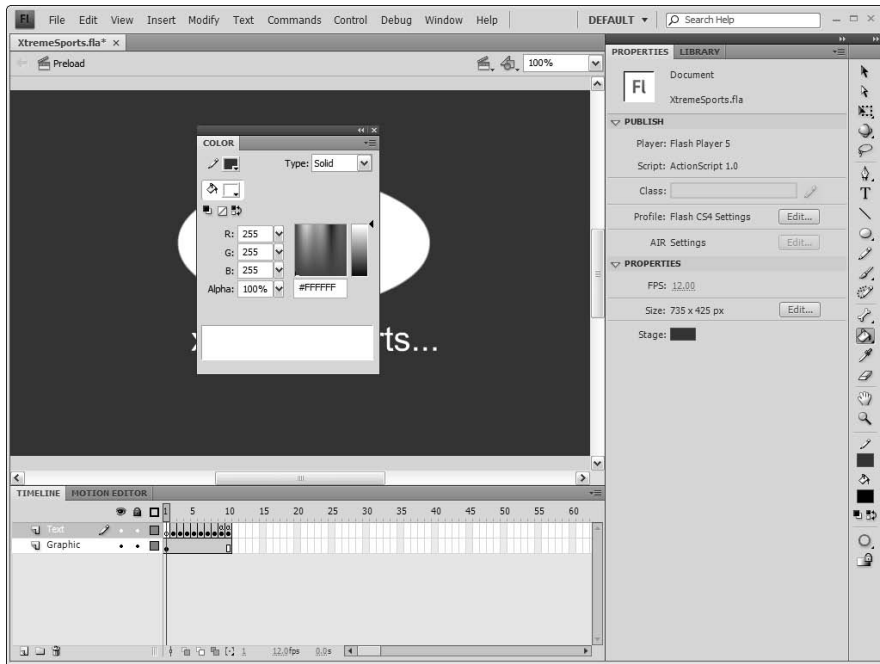 FL File Edit View Insert Modify Text Commands Control Debug Window Help DEFAULT Search Help
XtremeSports.fla*
Preload 100%
COLOR
Type: Solid
R: 255
G: 255
B: 255
Alpha: 100% #FFFFFF
x rts...
PROPERTIES LIBRARY
FL Document
XtremeSports.fla
PUBLISH
Player: Flash Player 5
Script: ActionScript 1.0
Class:
Profile: Flash CS4 Settings Edit...
AIR Settings Edit...
PROPERTIES
FPS: 12.00
Size: 735 x 425 px Edit...
Stage:
T
TIMELINE MOTION EDITOR
1 5 10 15 20 25 30 35 40 45 50 55 60
Text
Graphic
1 12.0fps 0.0s